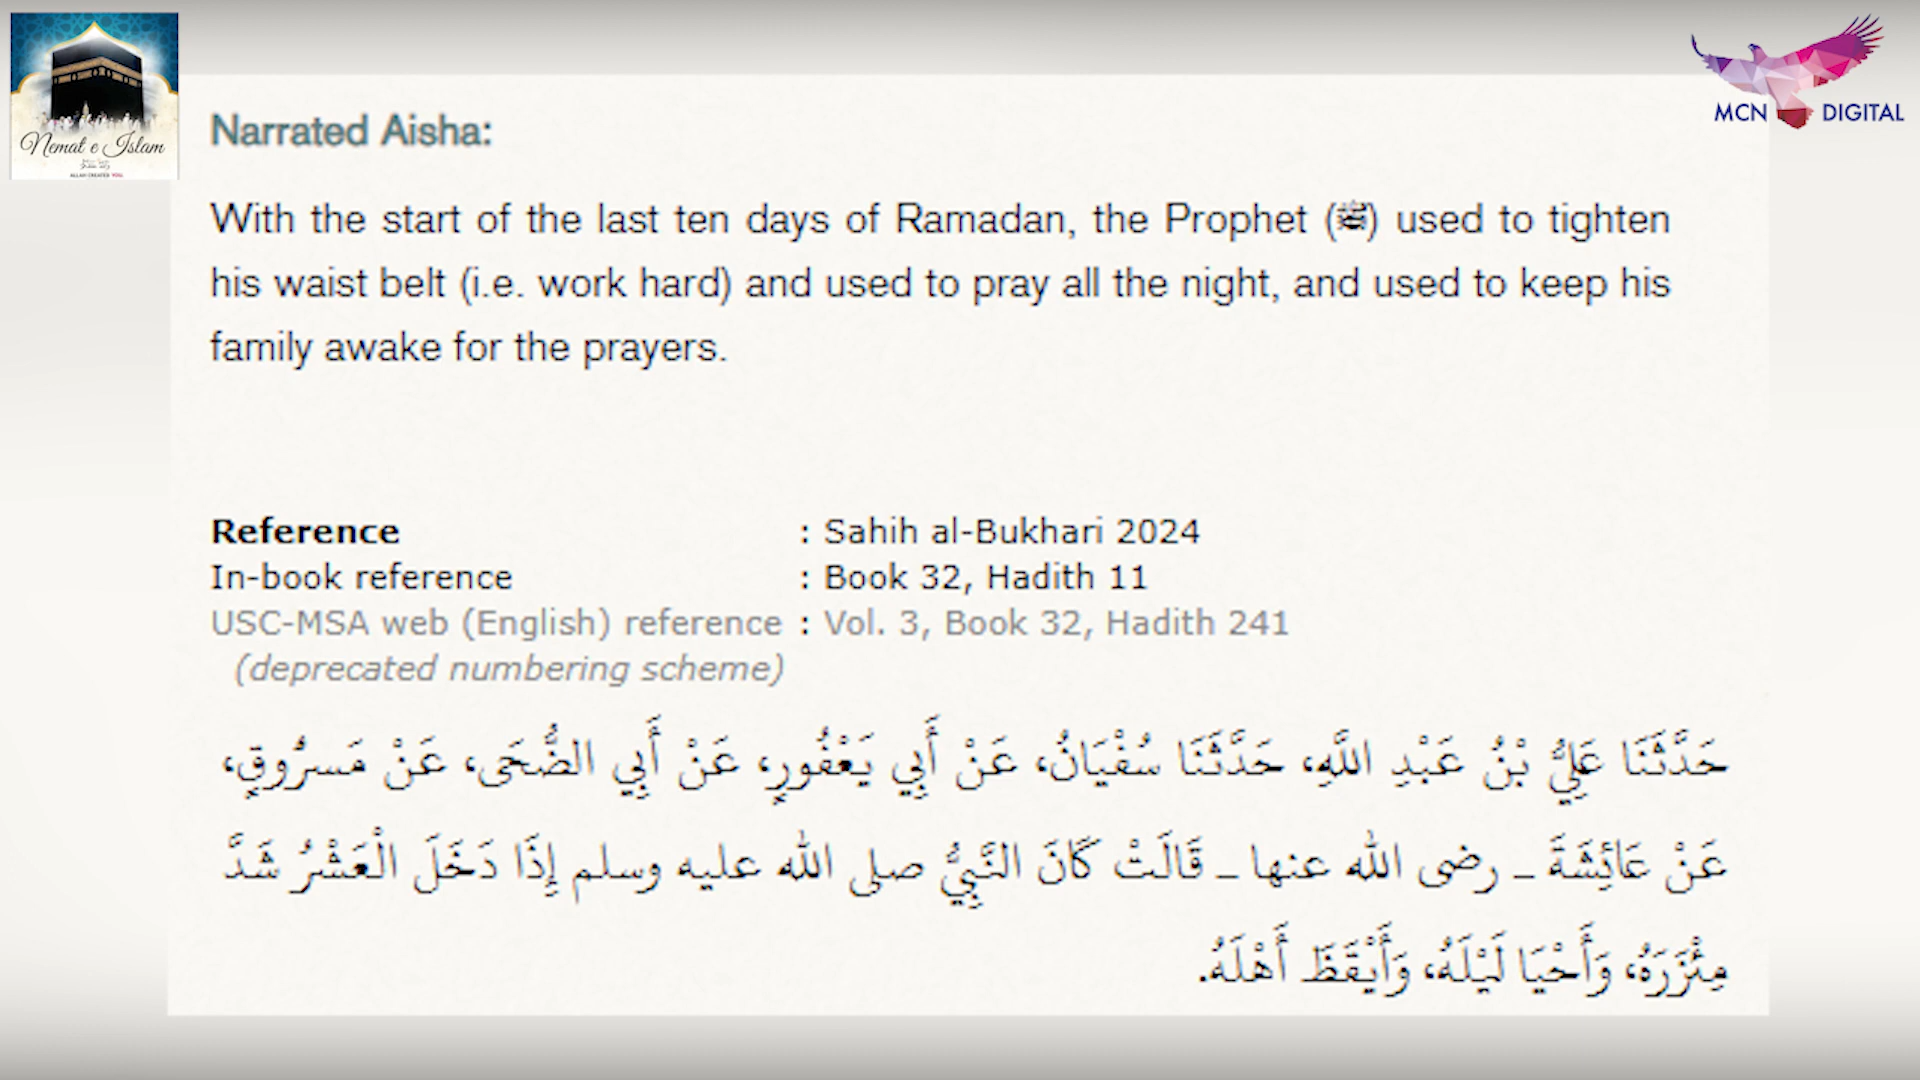 Nemat e Islam
ALLAH CREATED YOU.
MCN DIGITAL
Narrated Aisha:
With the start of the last ten days of Ramadan, the Prophet (ﷺ) used to tighten
his waist belt (i.e. work hard) and used to pray all the night, and used to keep his
family awake for the prayers.
Reference : Sahih al-Bukhari 2024
In-book reference : Book 32, Hadith 11
USC-MSA web (English) reference : Vol. 3, Book 32, Hadith 241
(deprecated numbering scheme)
حَدَّثَنَا عَلِيُّ بْنُ عَبْدِ اللَّهِ، حَدَّثَنَا سُفْيَانُ، عَنْ أَبِي يَعْفُورٍ، عَنْ أَبِي الضُّحَى، عَنْ مَسْرُوقٍ،
عَنْ عَائِشَةَ ـ رضى الله عنها ـ قَالَتْ كَانَ النَّبِيُّ صلى الله عليه وسلم إِذَا دَخَلَ الْعَشْرُ شَدَّ
مِئْزَرَهُ، وَأَحْيَا لَيْلَهُ، وَأَيْقَظَ أَهْلَهُ.